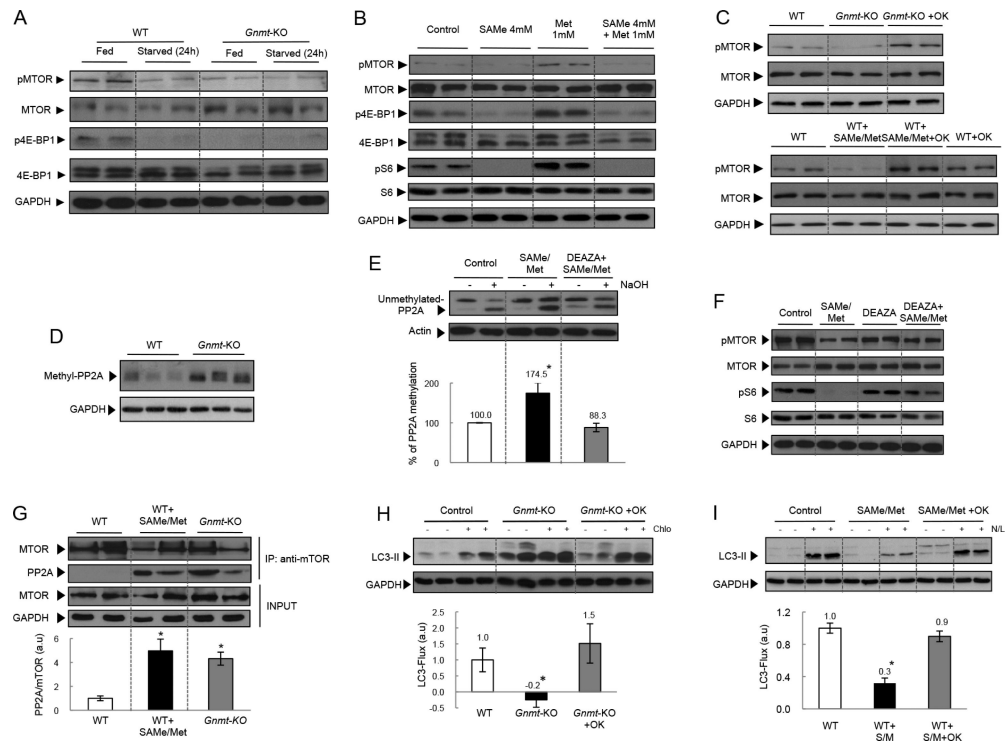 A
WT
Gnmt-KO
Fed
Starved (24h)
Fed
Starved (24h)
pMTOR
MTOR
p4E-BP1
4E-BP1
GAPDH
B
Control
SAMe 4mM
Met
1mM
SAMe 4mM
+ Met 1mM
pMTOR
MTOR
p4E-BP1
4E-BP1
pS6
S6
GAPDH
C
WT
Gnmt-KO
Gnmt-KO +OK
pMTOR
MTOR
GAPDH
WT
WT+
SAMe/Met
WT+
SAMe/Met+OK
WT+OK
pMTOR
MTOR
GAPDH
D
WT
Gnmt-KO
Methyl-PP2A
GAPDH
E
Control
SAMe/
Met
DEAZA+
SAMe/Met
- + - + - + NaOH
Unmethylated-
PP2A
Actin
% of PP2A methylation
200
100
0
100.0
174.5
*
88.3
F
Control
SAMe/
Met
DEAZA
DEAZA+
SAMe/Met
pMTOR
MTOR
pS6
S6
GAPDH
G
WT
WT+
SAMe/Met
Gnmt-KO
MTOR
PP2A
IP: anti-mTOR
MTOR
GAPDH
INPUT
PP2A/mTOR (a.u)
6
4
2
0
*
*
WT
WT+
SAMe/Met
Gnmt-KO
H
Control
Gnmt-KO
Gnmt-KO +OK
- - + + - - + + - - + + Chlo
LC3-II
GAPDH
LC3-Flux (a.u)
2.5
2.0
1.5
1.0
0.5
0.0
-0.5
1.0
-0.2
*
1.5
WT
Gnmt-KO
Gnmt-KO
+OK
I
Control
SAMe/Met
SAMe/Met +OK
- - + + - - + + - - + + N/L
LC3-II
GAPDH
LC3-Flux (a.u)
1.2
0.8
0.4
0.0
1.0
0.3
*
0.9
WT
WT+
S/M
WT+
S/M+OK